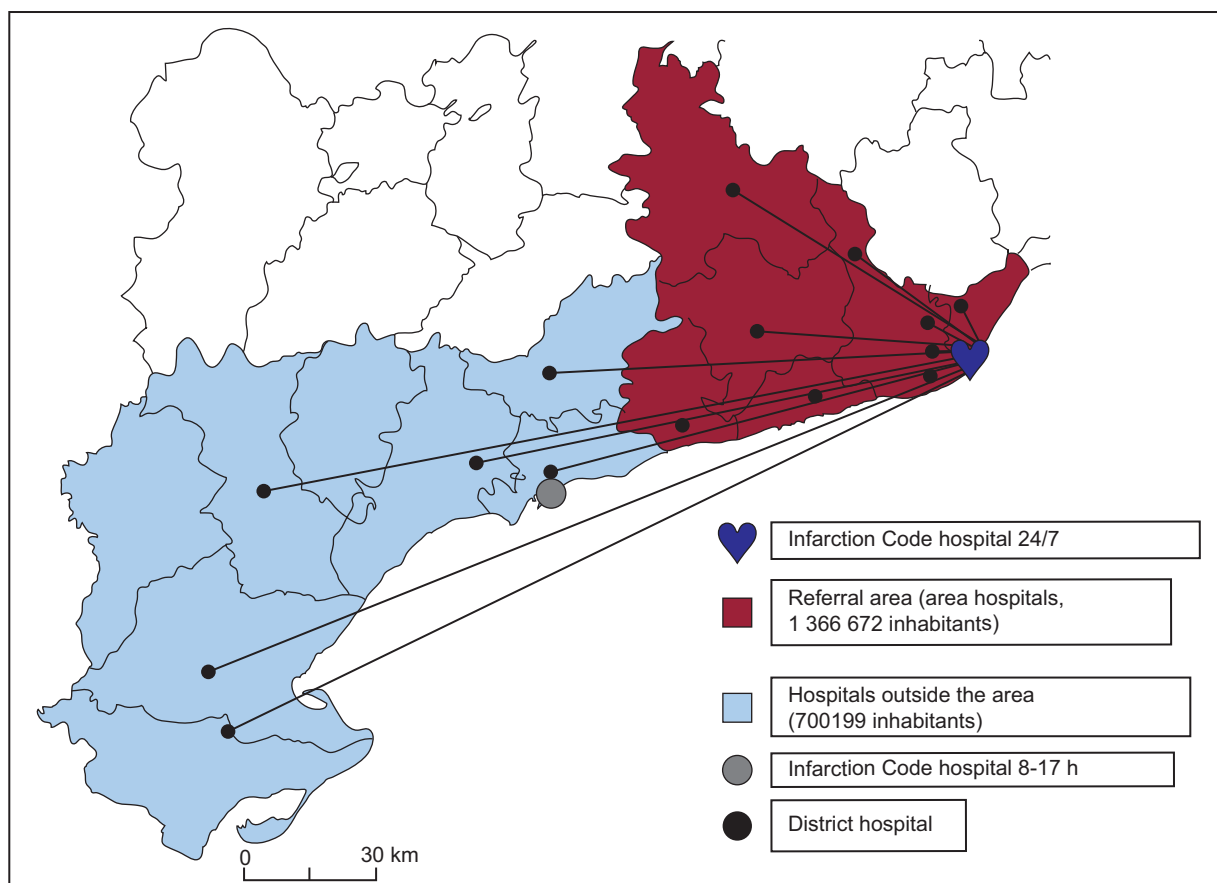 Infarction Code hospital 24/7
Referral area (area hospitals,
1 366 672 inhabitants)
Hospitals outside the area
(700199 inhabitants)
Infarction Code hospital 8-17 h
District hospital
0 30 km